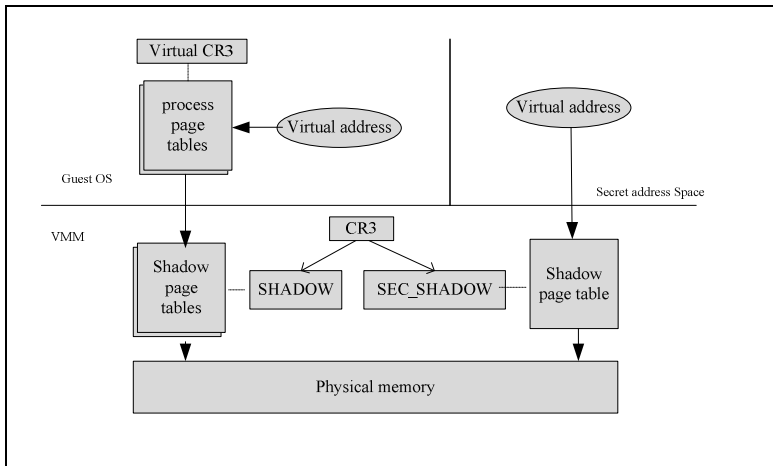 Virtual CR3
process
page
tables
Virtual address
Virtual address
Guest OS
Secret address Space
VMM
CR3
Shadow
page
tables
SHADOW
SEC_SHADOW
Shadow
page table
Physical memory